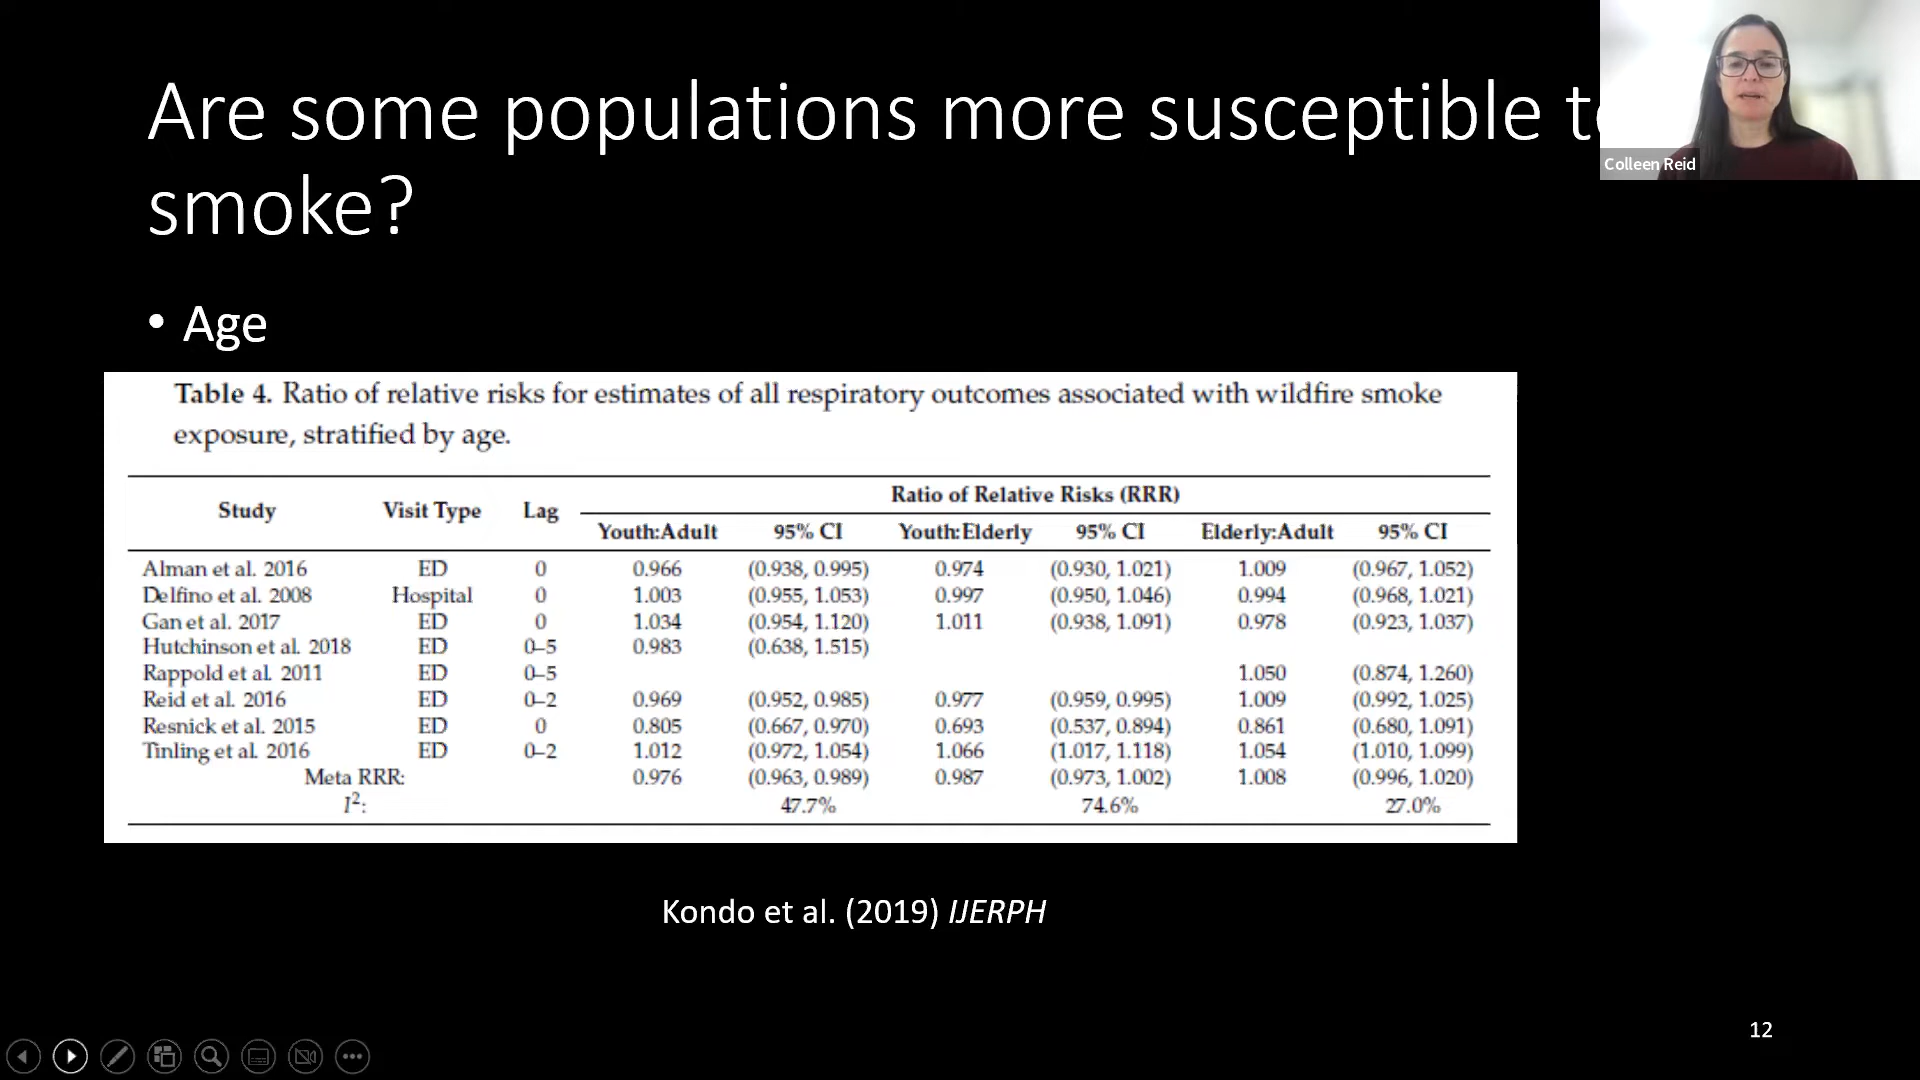 Are some populations more susceptible to
smoke?
Colleen Reid
• Age
Table 4. Ratio of relative risks for estimates of all respiratory outcomes associated with wildfire smoke
exposure, stratified by age.
Study Visit Type Lag Ratio of Relative Risks (RRR)
Youth:Adult 95% CI Youth:Elderly 95% CI Elderly:Adult 95% CI
Alman et al. 2016 ED 0 0.966 (0.938, 0.995) 0.974 (0.930, 1.021) 1.009 (0.967, 1.052)
Delfino et al. 2008 Hospital 0 1.003 (0.955, 1.053) 0.997 (0.950, 1.046) 0.994 (0.968, 1.021)
Gan et al. 2017 ED 0 1.034 (0.954, 1.120) 1.011 (0.938, 1.091) 0.978 (0.923, 1.037)
Hutchinson et al. 2018 ED 0–5 0.983 (0.638, 1.515)
Rappold et al. 2011 ED 0–5 1.050 (0.874, 1.260)
Reid et al. 2016 ED 0–2 0.969 (0.952, 0.985) 0.977 (0.959, 0.995) 1.009 (0.992, 1.025)
Resnick et al. 2015 ED 0 0.805 (0.667, 0.970) 0.693 (0.537, 0.894) 0.861 (0.680, 1.091)
Tinling et al. 2016 ED 0–2 1.012 (0.972, 1.054) 1.066 (1.017, 1.118) 1.054 (1.010, 1.099)
Meta RRR: 0.976 (0.963, 0.989) 0.987 (0.973, 1.002) 1.008 (0.996, 1.020)
I²: 47.7% 74.6% 27.0%
Kondo et al. (2019) IJERPH
12